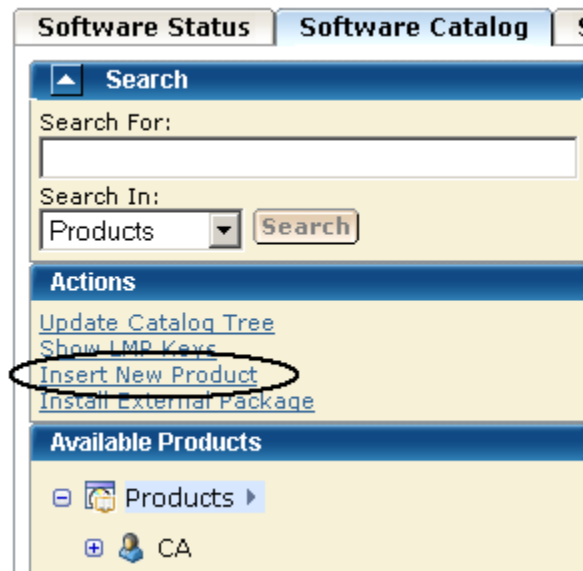 Software Status
Software Catalog
Search
Search For:
Search In:
Products
Search
Actions
Update Catalog Tree
Show LMP Keys
Insert New Product
Install External Package
Available Products
Products
CA